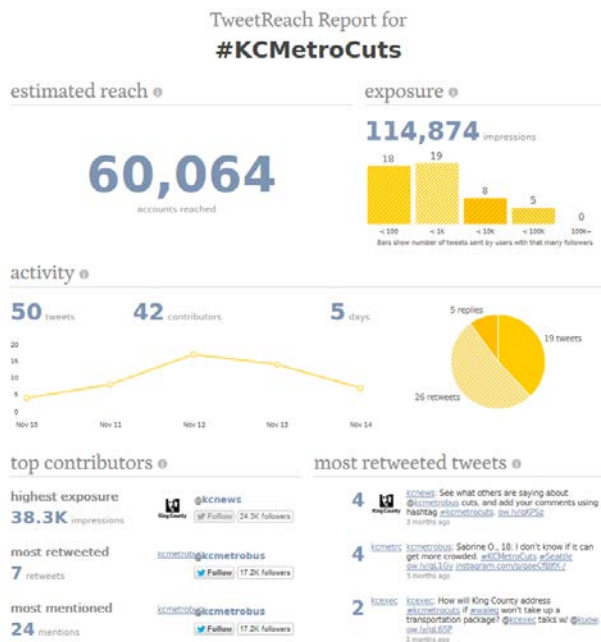 TweetReach Report for
#KCMetroCuts
estimated reach
60,064
accounts reached
exposure
114,874 impressions
18
19
8
5
0
< 100
< 1k
< 10k
< 100k
100k+
Bars show number of tweets sent by users with that many followers
activity
50 tweets
42 contributors
5 days
20
15
10
5
0
Nov 10
Nov 11
Nov 12
Nov 13
Nov 14
5 replies
19 tweets
26 retweets
top contributors
highest exposure
38.3K impressions
King County
@kcnews
Follow
24.3K followers
most retweeted
7 retweets
kcmetrobus
@kcmetrobus
Follow
17.2K followers
most mentioned
24 mentions
@kcmetrobus
Follow
17.2K followers
most retweeted tweets
4
King County
kcnews: See what others are saying about
@kcmetrobus cuts, and add your comments using
hashtag #kcmetrocuts.
3 months ago
4
kcmetrc
kcmetrobus: Sabrine O., 18: I don't know if it can
get more crowded. #KCMetroCuts #Seattle
3 months ago
2
kcexec
kcexec: How will King County address
#kcmetrocuts if #waleg won't take up a
transportation package? @kcexec talks w/ @kuow.
3 months ago